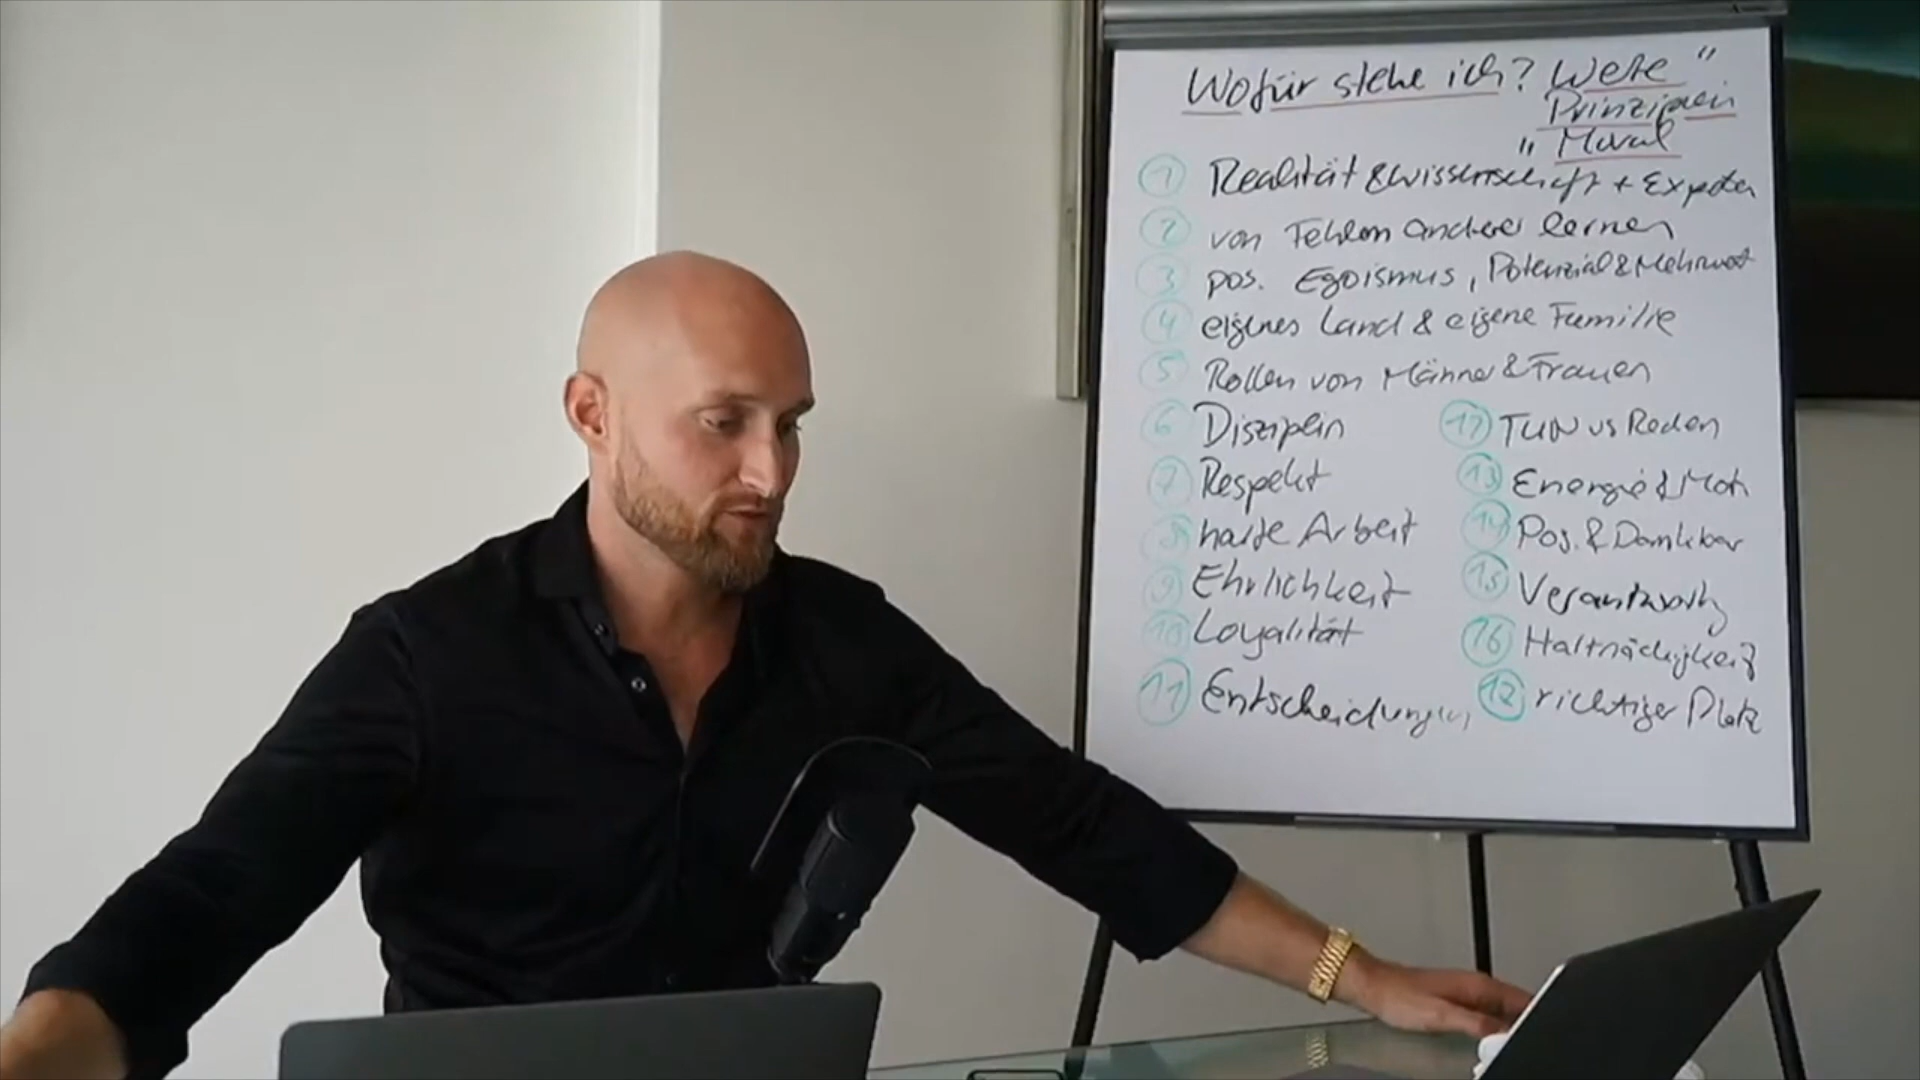 Wofür stehe ich? Werte "
Prinzipien
" Moral
1 Realität & Wissenschaft + Experten
2 von Fehlern anderer lernen
3 pos. Egoismus, Potenzial & Mehrwert
4 eigenes Land & eigene Familie
5 Rollen von Männer & Frauen
6 Disziplin
7 Respekt
8 harte Arbeit
9 Ehrlichkeit
10 Loyalität
11 Entscheidungen
12 TUN vs Reden
13 Energie & Mot
14 Pos. & Dankbar
15 Verantwortg
16 Hartnäckigkeit
richtiger Platz